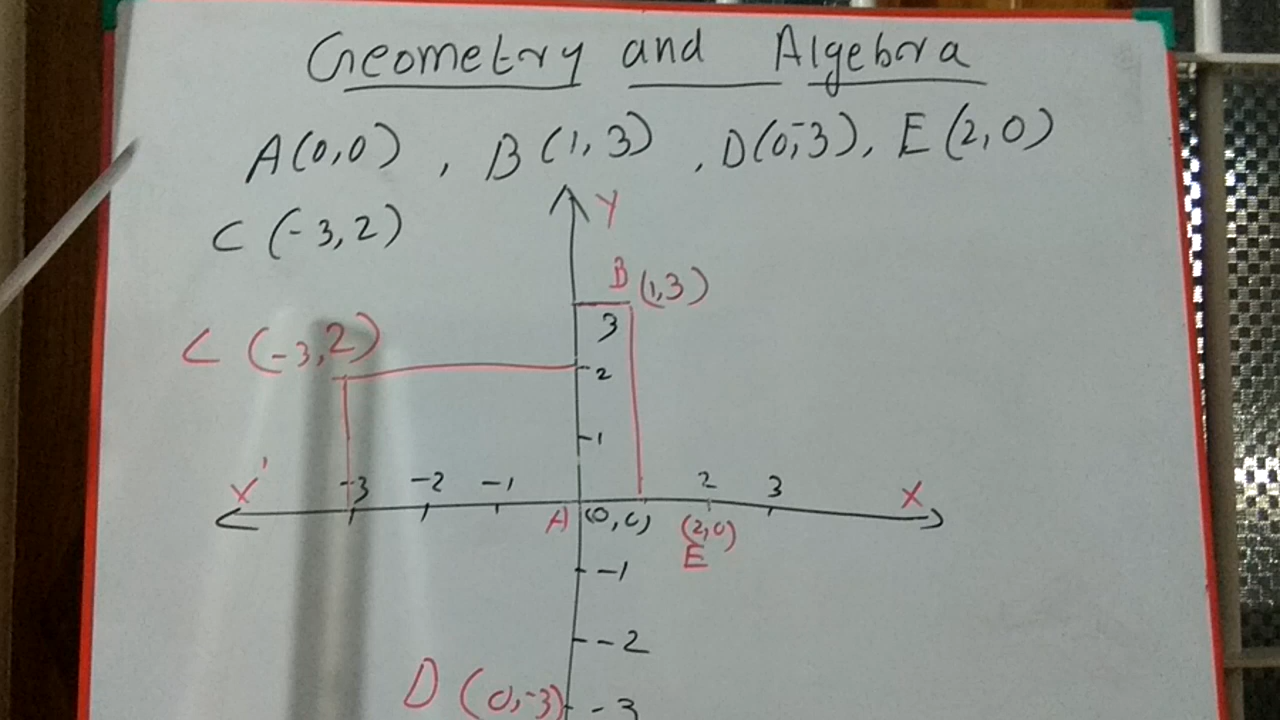 Geometry and Algebra
A(0,0) , B(1,3) , D(0,-3), E(2,0)
C(-3,2)
Y
B(1,3)
C(-3,2)
3
2
1
X' -3 -2 -1 2 3 X
A (0,0) (2,0)
E
-1
-2
D(0,-3) -3